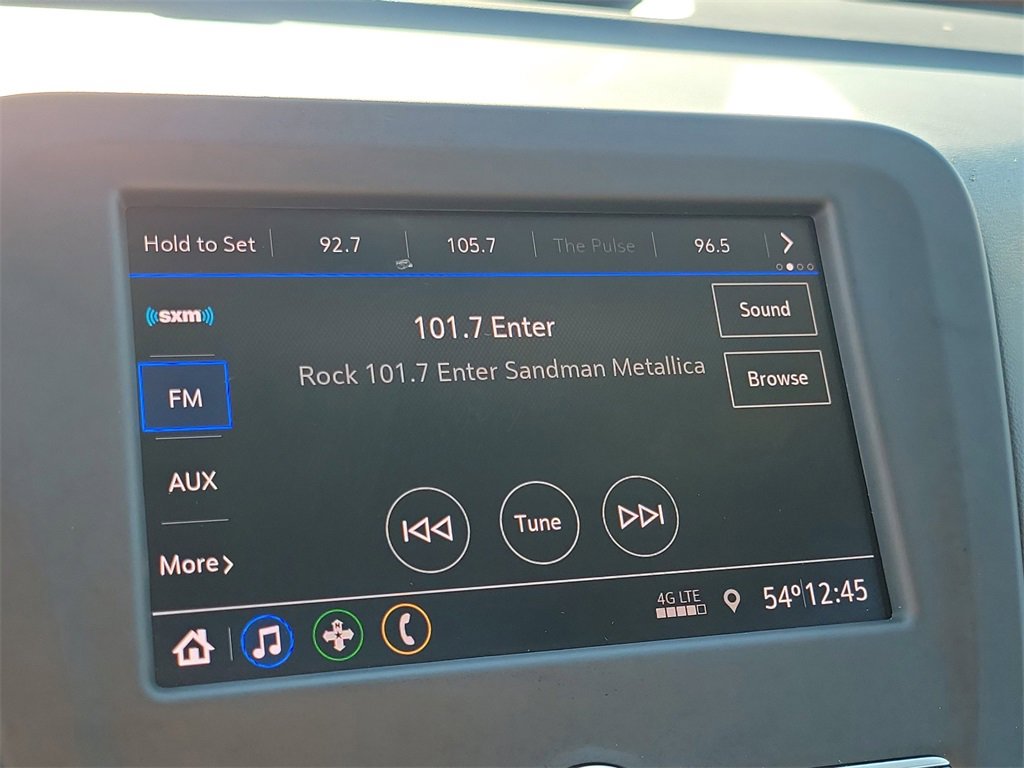 Hold to Set 92.7 105.7 The Pulse 96.5
sxm
101.7 Enter
Sound
Rock 101.7 Enter Sandman Metallica
Browse
FM
AUX
Tune
More
4G LTE
54° 12:45
N